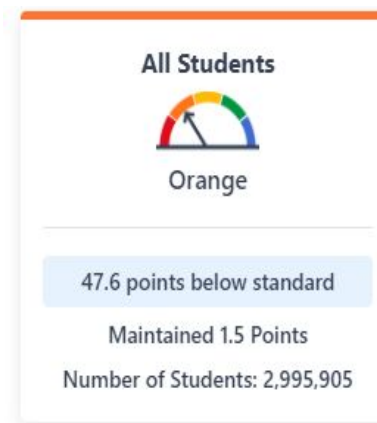 All Students
Orange
47.6 points below standard
Maintained 1.5 Points
Number of Students: 2,995,905